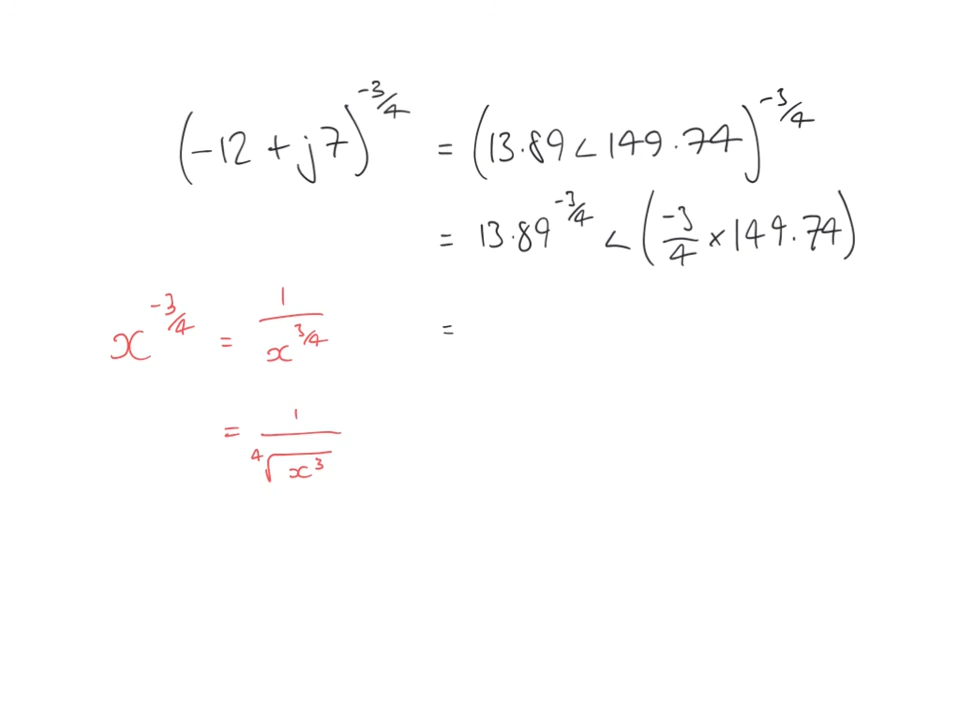 (-12 + j7)^-3/4 = (13.89 < 149.74)^-3/4
= 13.89^-3/4 < (-3/4 × 149.74)
x^-3/4 = 1/x^3/4
=
= 1/⁴√x³